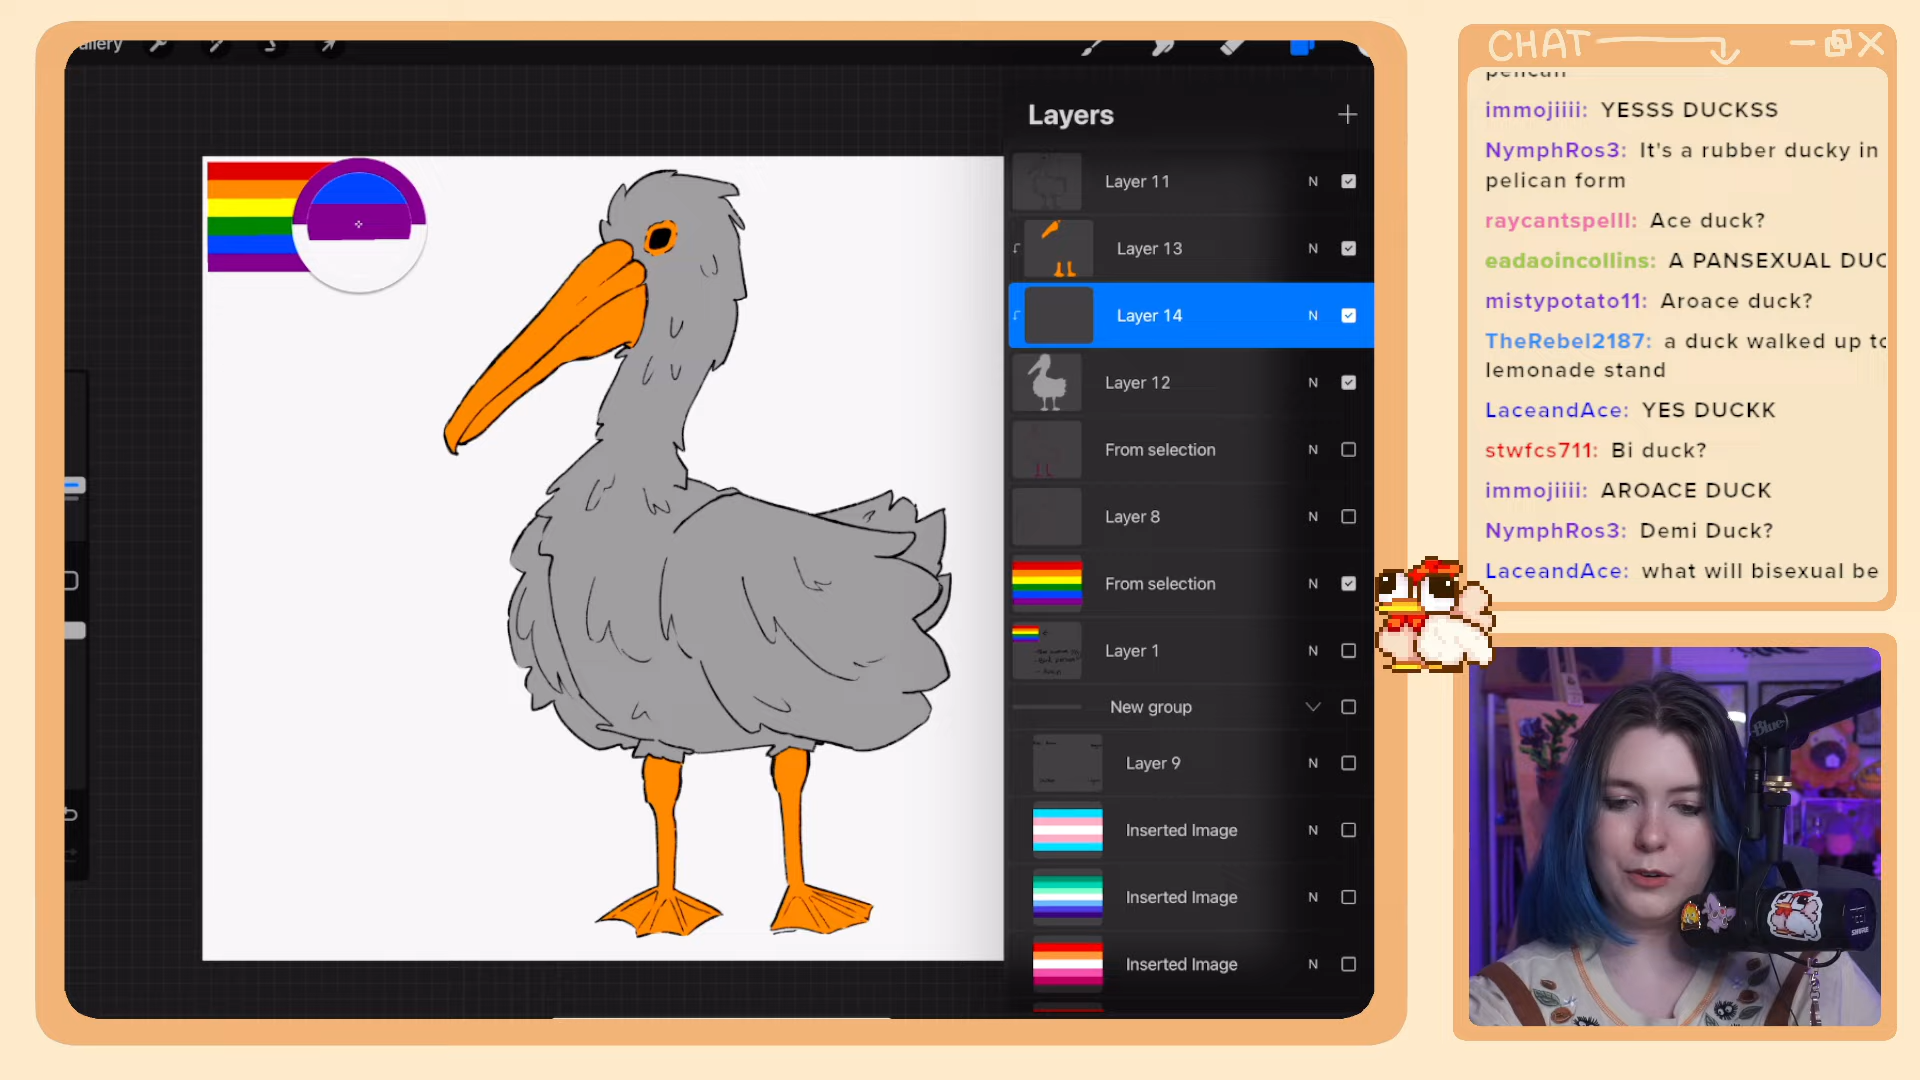 allery
Layers
Layer 11 N
Layer 13 N
Layer 14 N
Layer 12 N
From selection N
Layer 8 N
From selection N
Layer 1 N
New group
Layer 9 N
Inserted Image N
Inserted Image N
Inserted Image N
CHAT
pelican
immojiiii: YESSS DUCKSS
NymphRos3: It's a rubber ducky in
pelican form
raycantspelll: Ace duck?
eadaoincollins: A PANSEXUAL DUC
mistypotato11: Aroace duck?
TheRebel2187: a duck walked up to
lemonade stand
LaceandAce: YES DUCKK
stwfcs711: Bi duck?
immojiiii: AROACE DUCK
NymphRos3: Demi Duck?
LaceandAce: what will bisexual be
Blue
SHURE